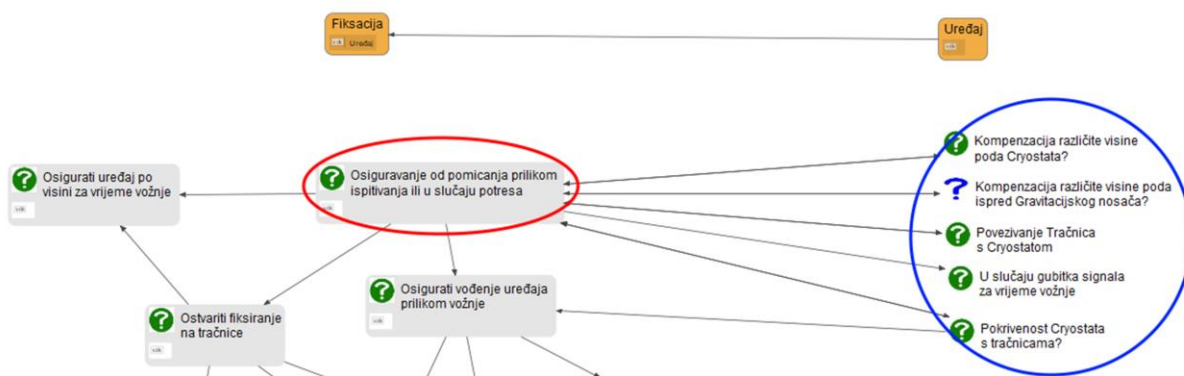 Fiksacija
Uređaj
Uređaj
Kompenzacija različite visine
poda Cryostata?
Osigurati uređaj po
visini za vrijeme vožnje
Osiguravanje od pomicanja prilikom
ispitivanja ili u slučaju potresa
Kompenzacija različite visine poda
ispred Gravitacijskog nosača?
Povezivanje Tračnica
s Cryostatom
U slučaju gubitka signala
za vrijeme vožnje
Osigurati vođenje uređaja
prilikom vožnje
Ostvariti fiksiranje
na tračnice
Pokrivenost Cryostata
s tračnicama?